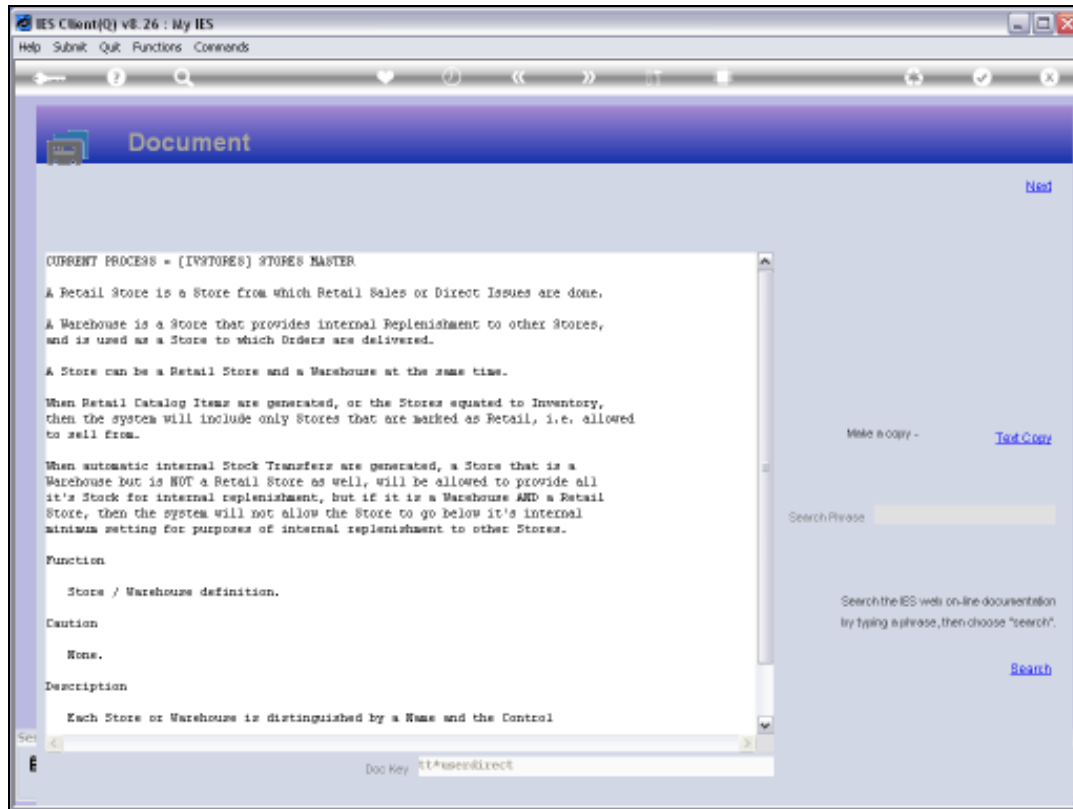 IES Client(Q) v8.26 : My IES
Help Submit Quit Functions Commands
Document
Next
CURRENT PROCESS = [IVSTORES] STORES MASTER
A Retail Store is a Store from which Retail Sales or Direct Issues are done.
A Warehouse is a Store that provides internal Replenishment to other Stores,
and is used as a Store to which Orders are delivered.
A Store can be a Retail Store and a Warehouse at the same time.
When Retail Catalog Items are generated, or the Stores equated to Inventory,
then the system will include only Stores that are marked as Retail, i.e. allowed
to sell from.
When automatic internal Stock Transfers are generated, a Store that is a
Warehouse but is NOT a Retail Store as well, will be allowed to provide all
it's Stock for internal replenishment, but if it is a Warehouse AND a Retail
Store, then the system will not allow the Store to go below it's internal
minimum setting for purposes of internal replenishment to other Stores.
Function
Store / Warehouse definition.
Caution
None.
Description
Each Store or Warehouse is distinguished by a Name and the Control
Make a copy -
Text Copy
Search Phrase
Search the IES web on-line documentation
by typing a phrase, then choose "search".
Search
Doc Key tt*userdirect